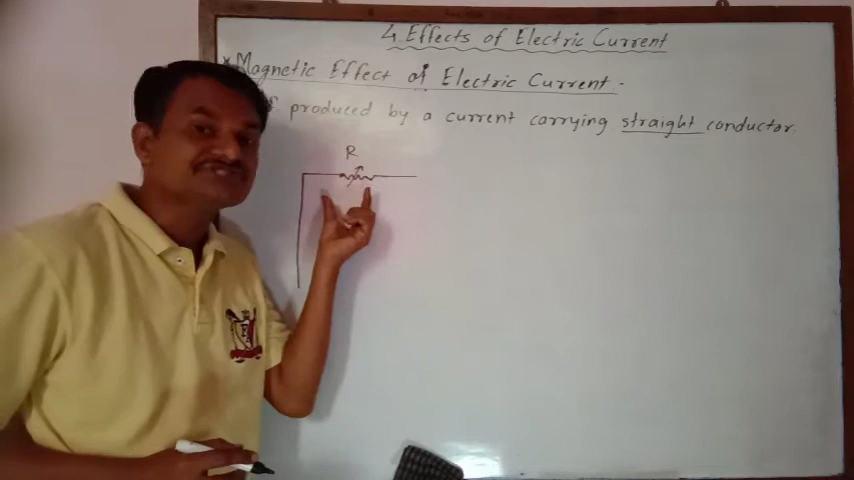 4. Effects of Electric Current
* Magnetic Effect of Electric Current -
produced by a current carrying straight conductor.
R